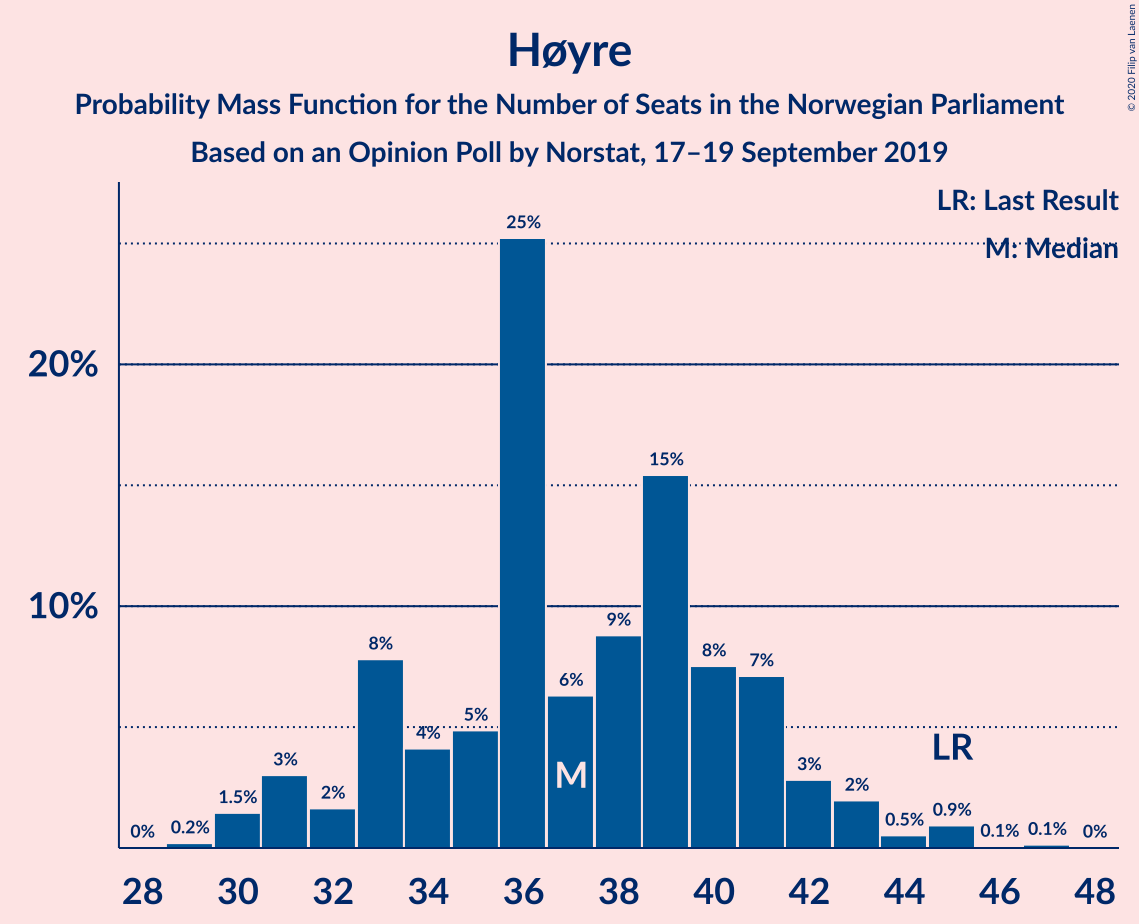 Høyre
Probability Mass Function for the Number of Seats in the Norwegian Parliament
Based on an Opinion Poll by Norstat, 17–19 September 2019
© 2020 Filip van Laenen
LR: Last Result
M: Median
20%
10%
0%
0.2%
1.5%
3%
2%
8%
4%
5%
25%
6%
9%
15%
8%
7%
3%
2%
0.5%
0.9%
0.1%
0.1%
0%
M
LR
28 30 32 34 36 38 40 42 44 46 48